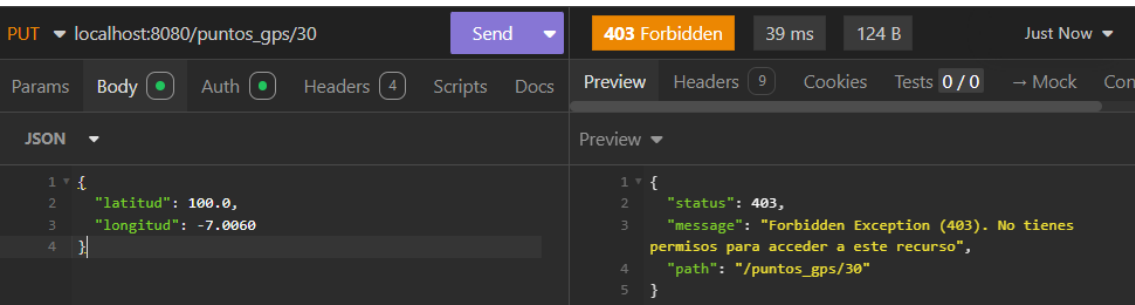 PUT localhost:8080/puntos_gps/30 Send
Params Body Auth Headers 4 Scripts Docs
JSON
1 {
2 "latitud": 100.0,
3 "longitud": -7.0060
4 }
403 Forbidden 39 ms 124 B Just Now
Preview Headers 9 Cookies Tests 0 / 0 → Mock Con
Preview
1 {
2 "status": 403,
3 "message": "Forbidden Exception (403). No tienes
permisos para acceder a este recurso",
4 "path": "/puntos_gps/30"
5 }